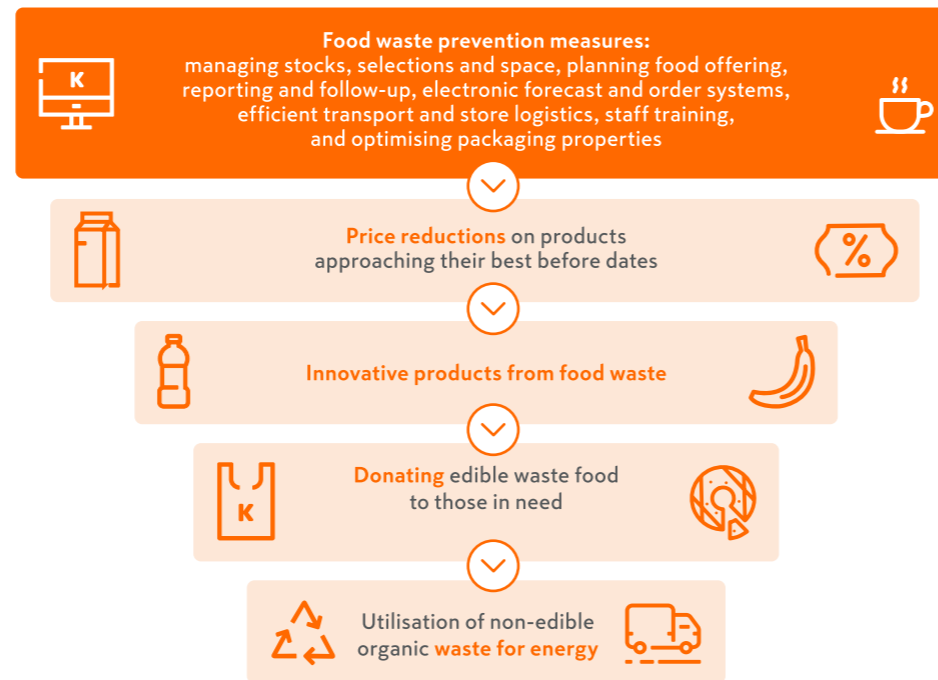 K
Food waste prevention measures:
managing stocks, selections and space, planning food offering,
reporting and follow-up, electronic forecast and order systems,
efficient transport and store logistics, staff training,
and optimising packaging properties
Price reductions on products
approaching their best before dates
%
Innovative products from food waste
Donating edible waste food
to those in need
K
Utilisation of non-edible
organic waste for energy